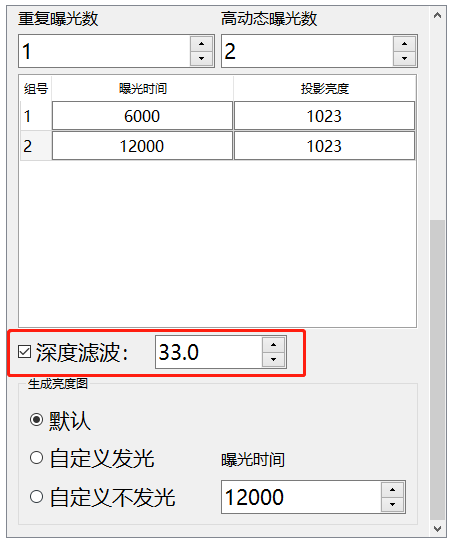 重复曝光数 高动态曝光数
1 2
组号 曝光时间 投影亮度
1 6000 1023
2 12000 1023
深度滤波： 33.0
生成亮度图
默认
自定义发光 曝光时间
自定义不发光 12000